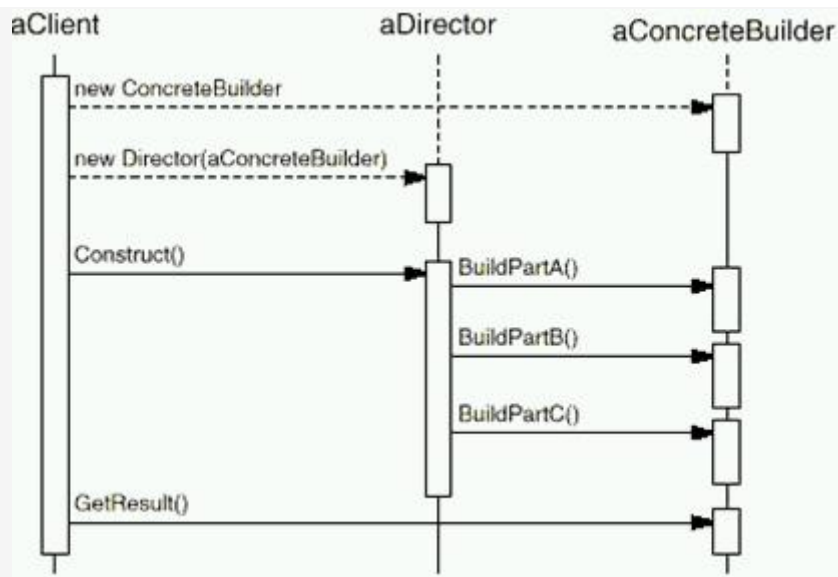 aClient
aDirector
aConcreteBuilder
new ConcreteBuilder
new Director(aConcreteBuilder)
Construct()
BuildPartA()
BuildPartB()
BuildPartC()
GetResult()